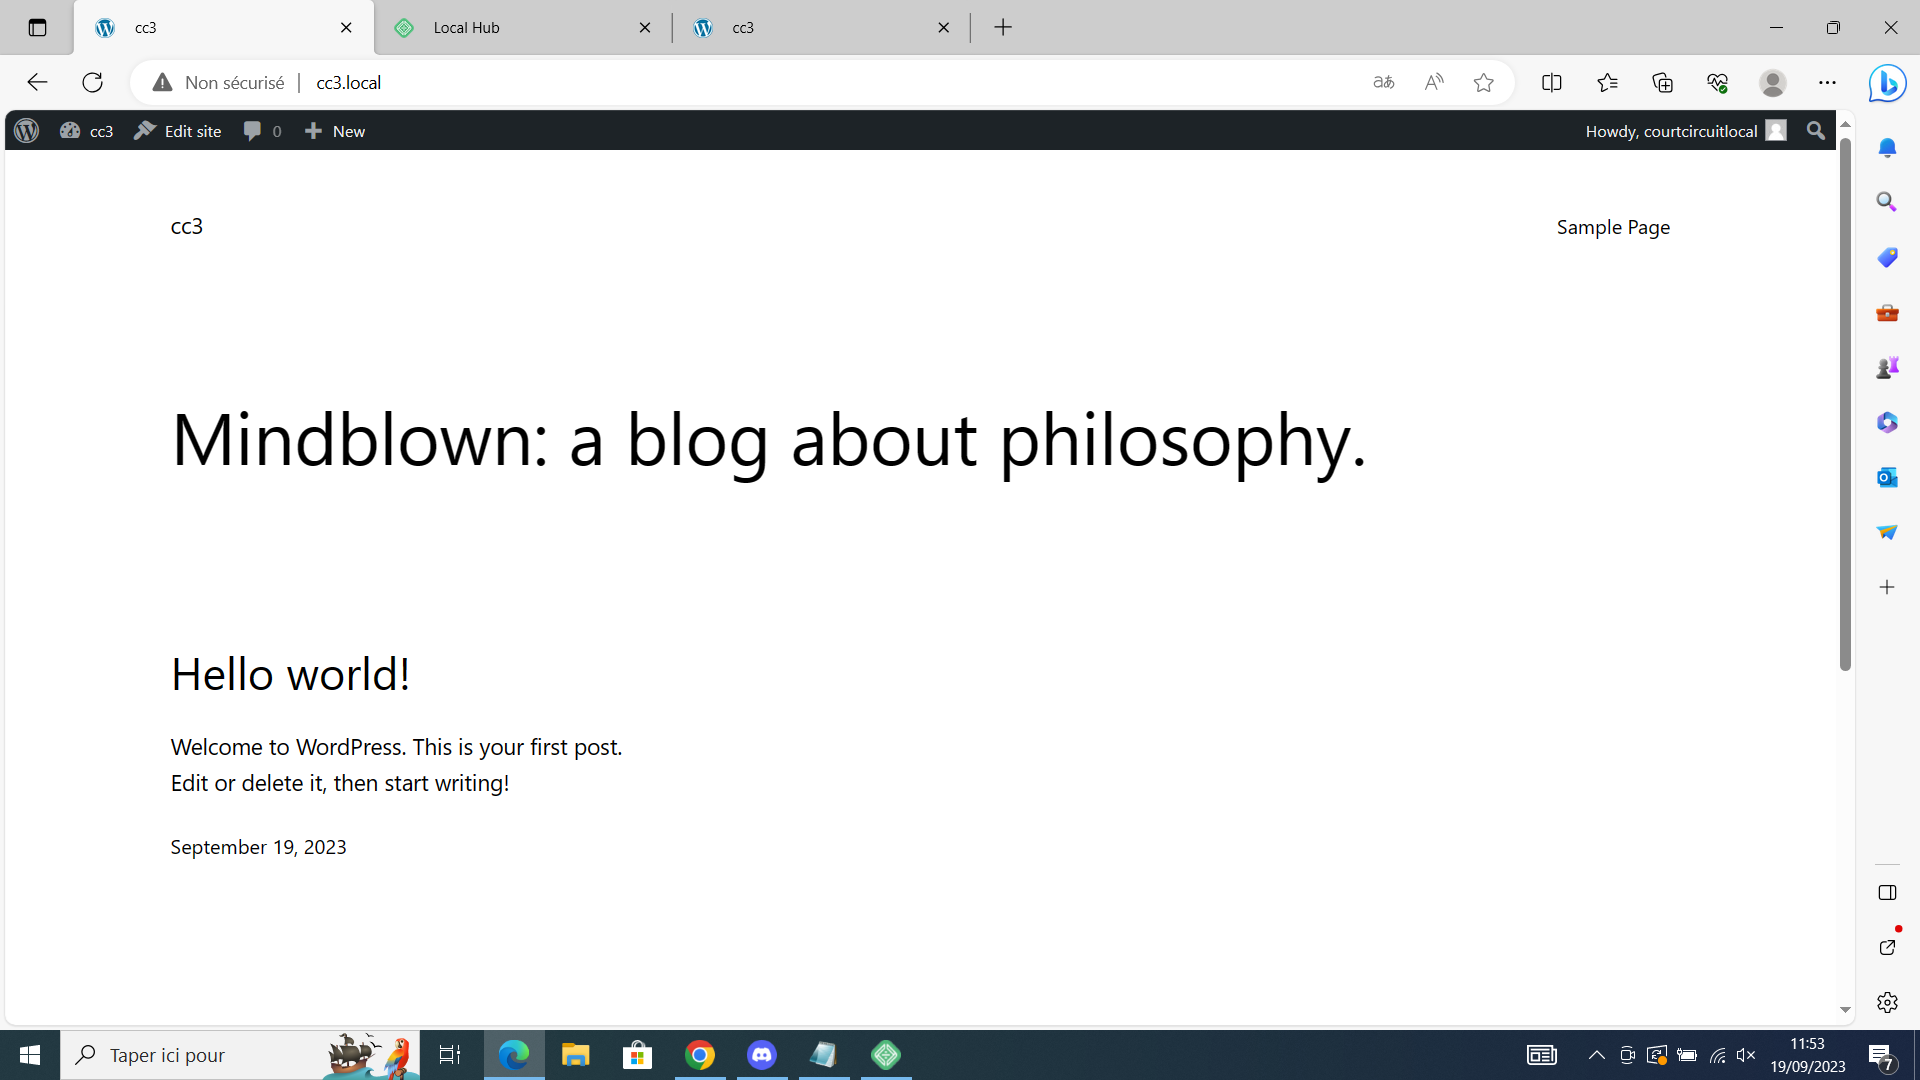 cc3
Local Hub
cc3
Non sécurisé | cc3.local
cc3 Edit site 0 New
Howdy, courtcircuitlocal
cc3
Sample Page
Mindblown: a blog about philosophy.
Hello world!
Welcome to WordPress. This is your first post.
Edit or delete it, then start writing!
September 19, 2023
Taper ici pour
11:53
19/09/2023
7